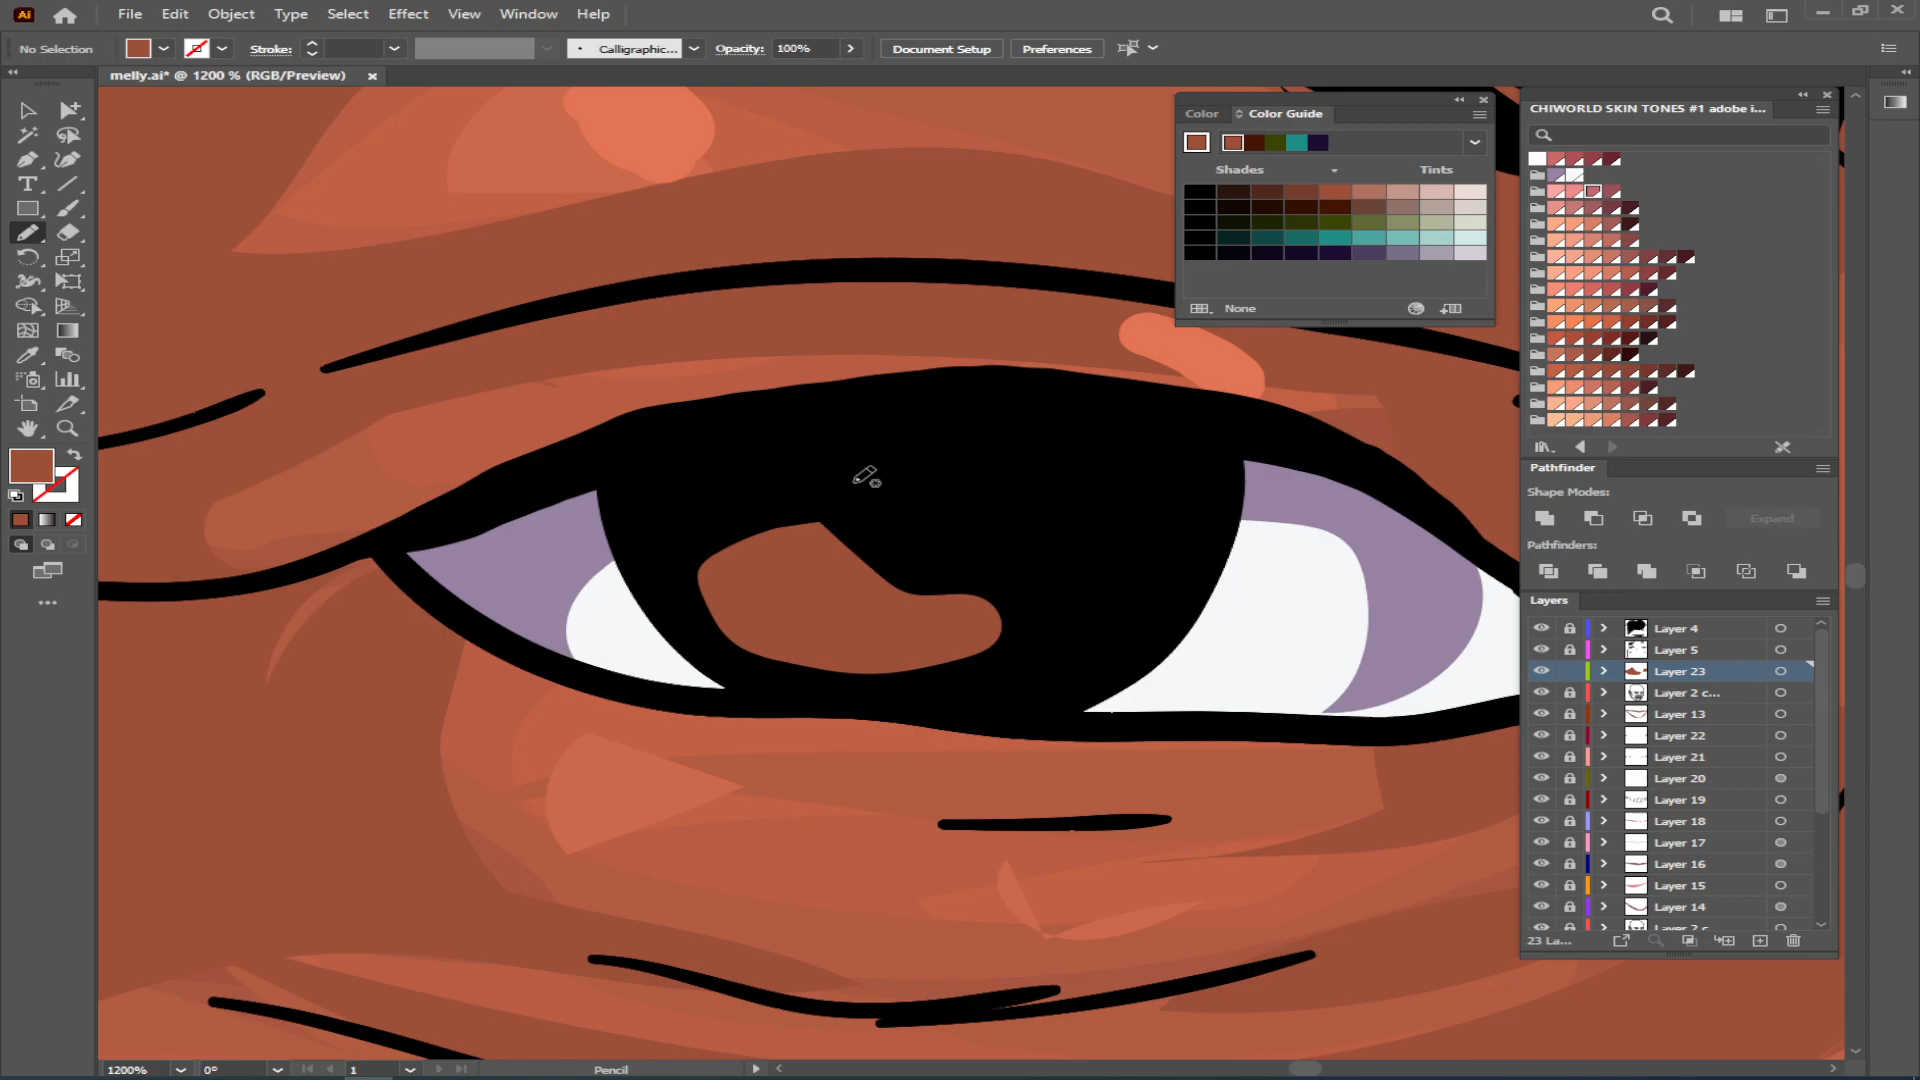 Ai File Edit Object Type Select Effect View Window Help
No Selection Stroke: Calligraphic... Opacity: 100% Document Setup Preferences
melly.ai* @ 1200 % (RGB/Preview)
Color Color Guide
Shades Tints
None
CHIWORLD SKIN TONES #1 adobe i...
Pathfinder
Shape Modes:
Expand
Pathfinders:
Layers
Layer 4
Layer 5
Layer 23
Layer 2 c...
Layer 13
Layer 22
Layer 21
Layer 20
Layer 19
Layer 18
Layer 17
Layer 16
Layer 15
Layer 14
Layer 2 c...
23 La...
1200% 0° 1 Pencil